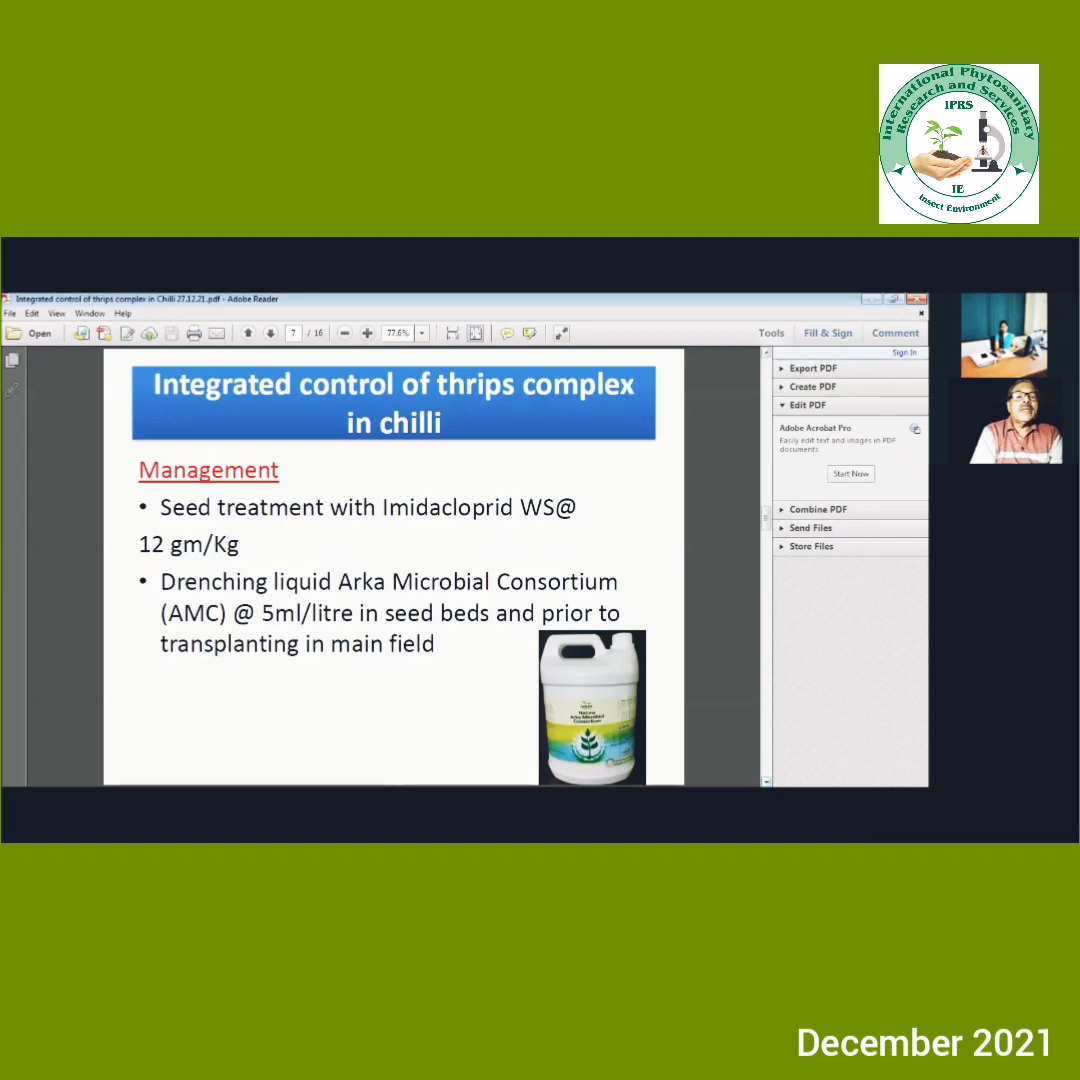 International Phytosanitary
Research and Services
IPRS
IE
Insect Environment
Integrated control of thrips complex in Chilli 27.12.21.pdf - Adobe Reader
File Edit View Window Help
Open 7 / 16 77.6% Tools Fill & Sign Comment
Sign In
Integrated control of thrips complex
in chilli
Management
• Seed treatment with Imidacloprid WS@
12 gm/Kg
• Drenching liquid Arka Microbial Consortium
(AMC) @ 5ml/litre in seed beds and prior to
transplanting in main field
Arka Microbial
Consortium
Export PDF
Create PDF
Edit PDF
Adobe Acrobat Pro
Easily edit text and images in PDF
documents
Start Now
Combine PDF
Send Files
Store Files
December 2021